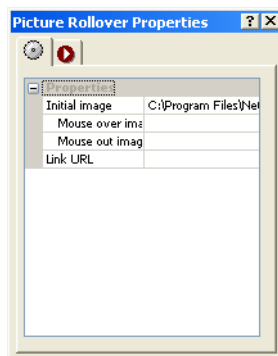 Picture Rollover Properties
Properties
Initial image C:\Program Files\Net
Mouse over ima
Mouse out imag
Link URL